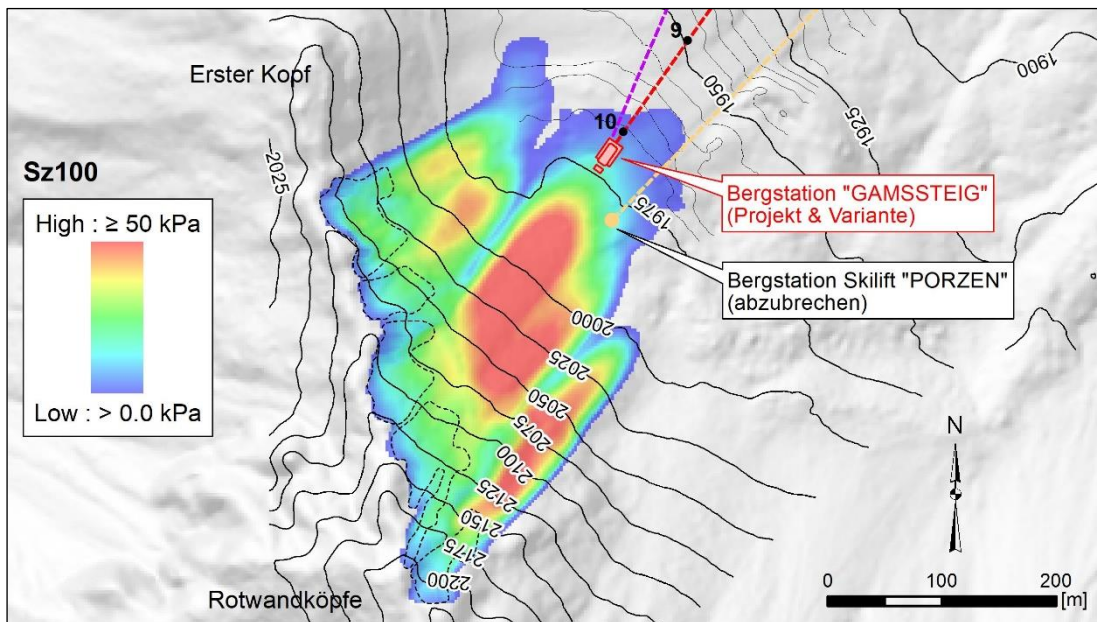 Erster Kopf
9
10
1950
1925
1900
2025
Sz100
High : ≥ 50 kPa
Low : > 0.0 kPa
1975
Bergstation "GAMSSTEIG"
(Projekt & Variante)
Bergstation Skilift "PORZEN"
(abzubrechen)
2000
2025
2050
2075
2100
2125
2150
2175
2200
Rotwandköpfe
N
0 100 200
[m]